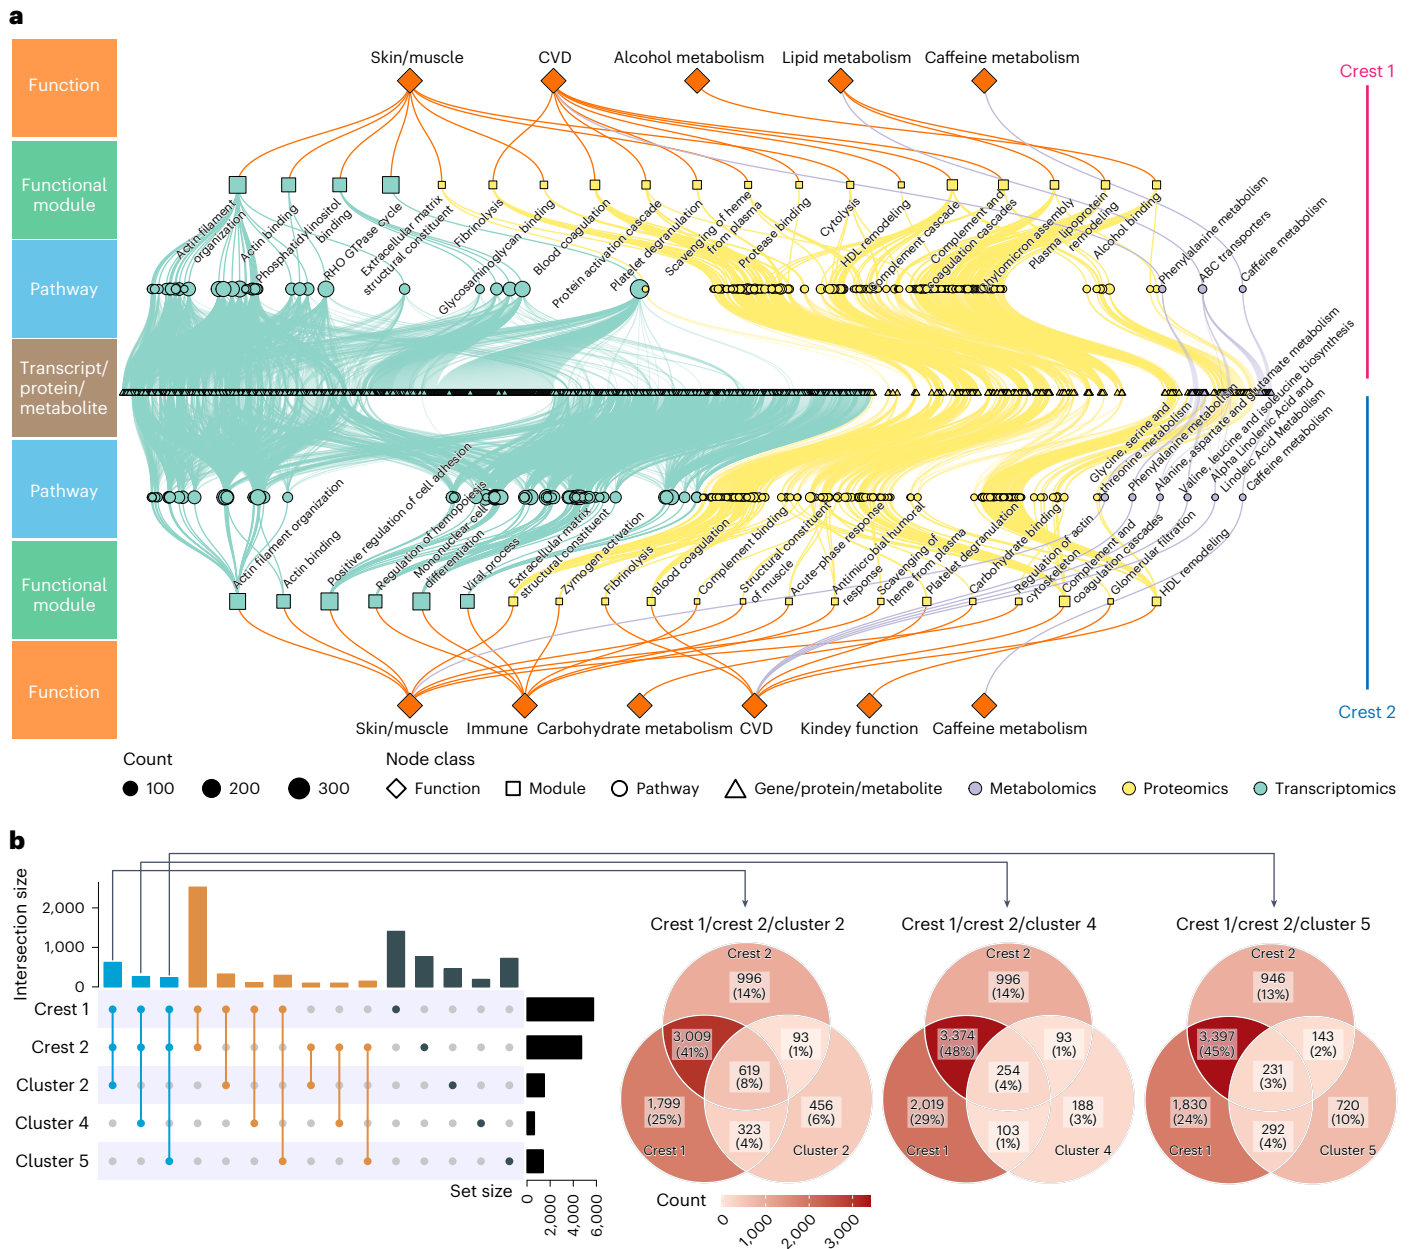 a
Function
Functional
module
Pathway
Transcript/
protein/
metabolite
Pathway
Functional
module
Function
Skin/muscle
CVD
Alcohol metabolism
Lipid metabolism
Caffeine metabolism
Crest 1
Actin filament
organization
Actin binding
Phosphatidylinositol
binding
RHO GTPase cycle
Extracellular matrix
structural constituent
Fibrinolysis
Glycosaminoglycan binding
Blood coagulation
Protein activation cascade
Platelet degranulation
Scavenging of heme
from plasma
Protease binding
Cytolysis
HDL remodeling
Complement cascade
Complement and
coagulation cascades
Chylomicron assembly
Plasma lipoprotein
remodeling
Alcohol binding
Phenylalanine metabolism
ABC transporters
Caffeine metabolism
Glycine, serine and
threonine metabolism
Phenylalanine metabolism
Alanine, aspartate and glutamate metabolism
Valine, leucine and isoleucine biosynthesis
Alpha Linolenic Acid and
Linoleic Acid Metabolism
Caffeine metabolism
Actin filament organization
Actin binding
Positive regulation of cell adhesion
Regulation of hemopoiesis
Mononuclear cell
differentiation
Viral process
Extracellular matrix
structural constituent
Zymogen activation
Fibrinolysis
Blood coagulation
Complement binding
Structural constituent
of muscle
Acute-phase response
Antimicrobial humoral
response
Scavenging of
heme from plasma
Platelet degranulation
Carbohydrate binding
Regulation of actin
cytoskeleton
Complement and
coagulation cascades
Glomerular filtration
HDL remodeling
Skin/muscle
Immune
Carbohydrate metabolism
CVD
Kindey function
Caffeine metabolism
Crest 2
Count
100
200
300
Node class
Function
Module
Pathway
Gene/protein/metabolite
Metabolomics
Proteomics
Transcriptomics
b
Intersection size
2,000
1,000
0
Crest 1
Crest 2
Cluster 2
Cluster 4
Cluster 5
Set size
0
2,000
4,000
6,000
Crest 1/crest 2/cluster 2
Crest 2
996
(14%)
3,009
(41%)
93
(1%)
619
(8%)
1,799
(25%)
456
(6%)
323
(4%)
Crest 1
Cluster 2
Crest 1/crest 2/cluster 4
Crest 2
996
(14%)
3,374
(48%)
93
(1%)
254
(4%)
2,019
(29%)
188
(3%)
103
(1%)
Crest 1
Cluster 4
Crest 1/crest 2/cluster 5
Crest 2
946
(13%)
3,397
(45%)
143
(2%)
231
(3%)
1,830
(24%)
720
(10%)
292
(4%)
Crest 1
Cluster 5
Count
0
1,000
2,000
3,000